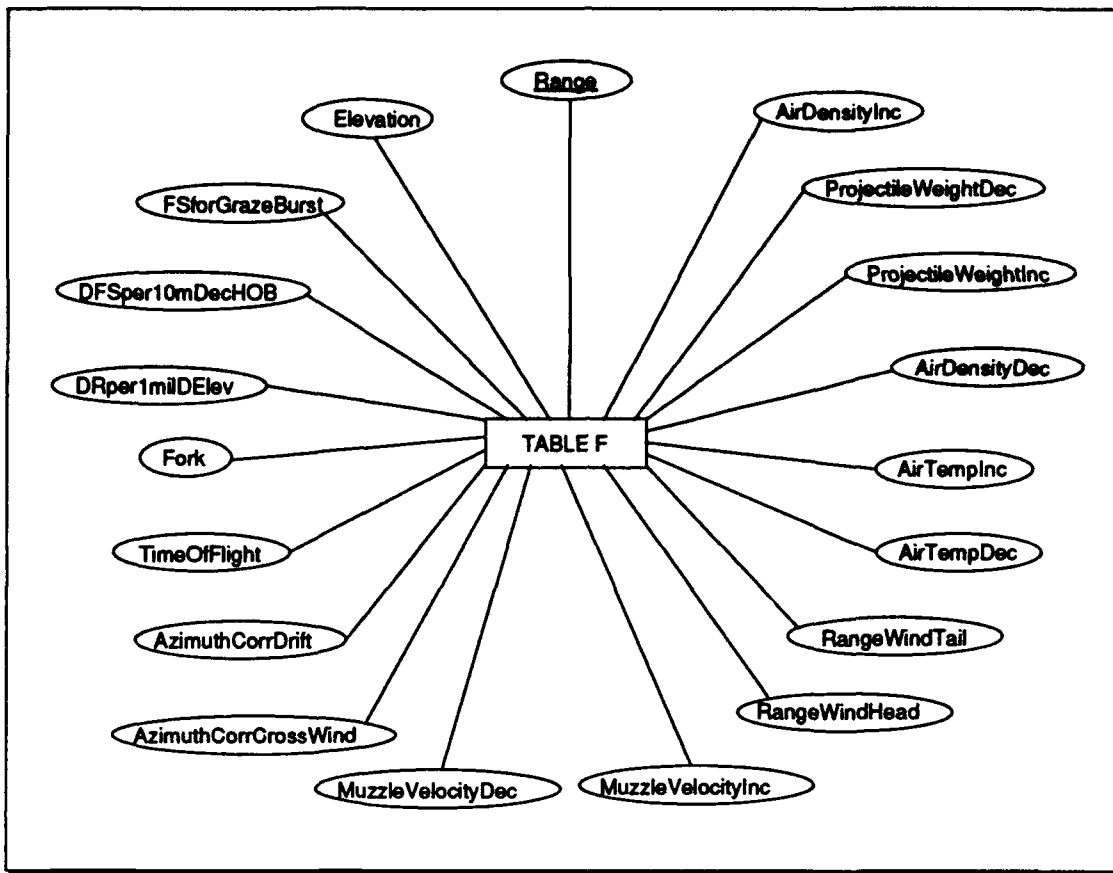 Range
Elevation
AirDensityInc
FSforGrazeBurst
ProjectileWeightDec
DFSper10mDecHOB
ProjectileWeightInc
DRper1milDElev
AirDensityDec
TABLE F
Fork
AirTempInc
TimeOfFlight
AirTempDec
AzimuthCorrDrift
RangeWindTail
AzimuthCorrCrossWind
RangeWindHead
MuzzleVelocityDec
MuzzleVelocityInc